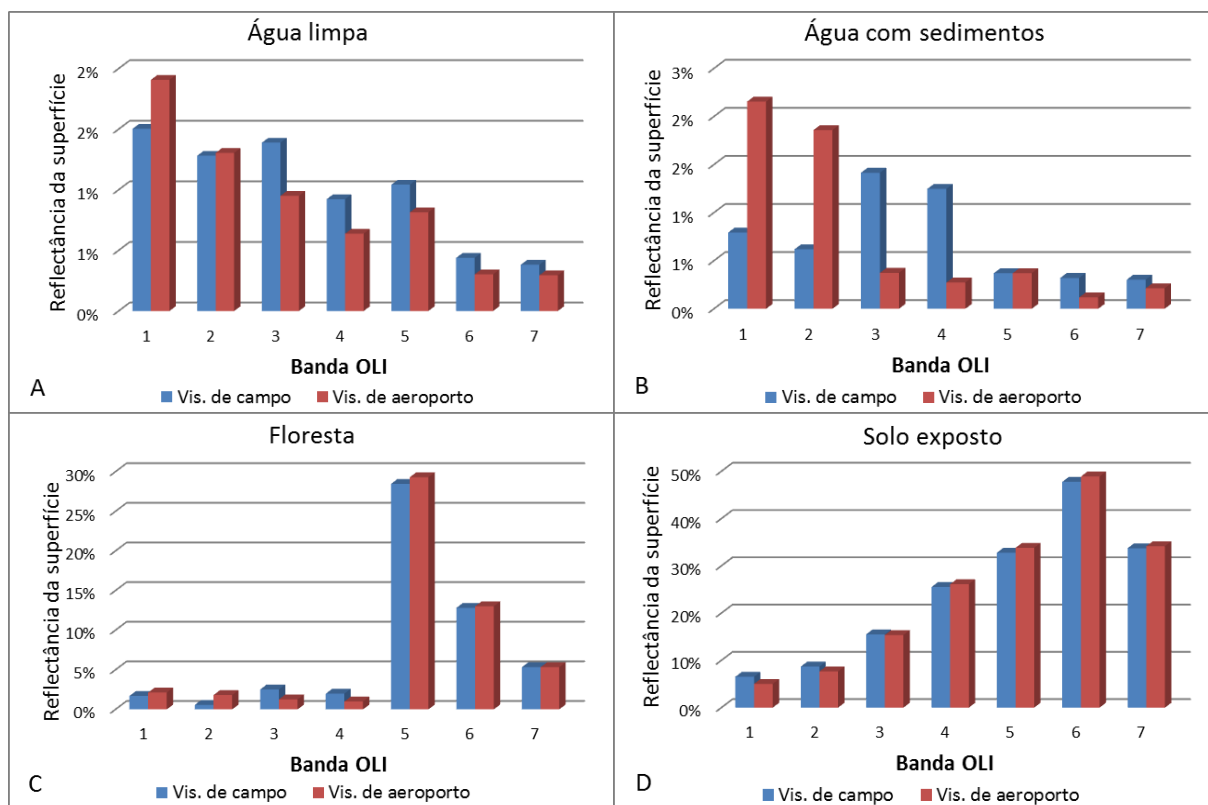 Água limpa
Reflectância da superfície
2%
2%
1%
1%
0%
1 2 3 4 5 6 7
Banda OLI
A
Vis. de campo Vis. de aeroporto
Água com sedimentos
Reflectância da superfície
3%
2%
2%
1%
1%
0%
1 2 3 4 5 6 7
Banda OLI
B
Vis. de campo Vis. de aeroporto
Floresta
Reflectância da superfície
30%
25%
20%
15%
10%
5%
0%
1 2 3 4 5 6 7
Banda OLI
C
Vis. de campo Vis. de aeroporto
Solo exposto
Reflectância da superfície
50%
40%
30%
20%
10%
0%
1 2 3 4 5 6 7
Banda OLI
D
Vis. de campo Vis. de aeroporto